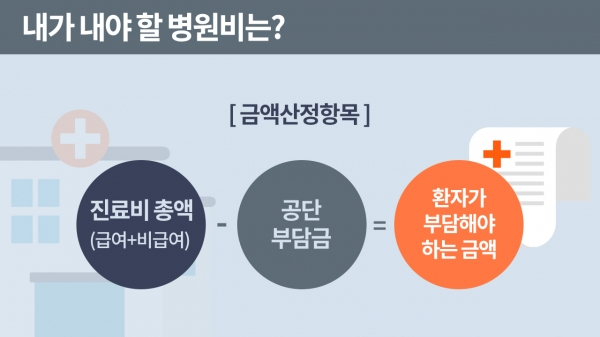 내가 내야 할 병원비는?
[ 금액산정항목 ]
진료비 총액
(급여+비급여)
-
공단
부담금
=
환자가
부담해야
하는 금액